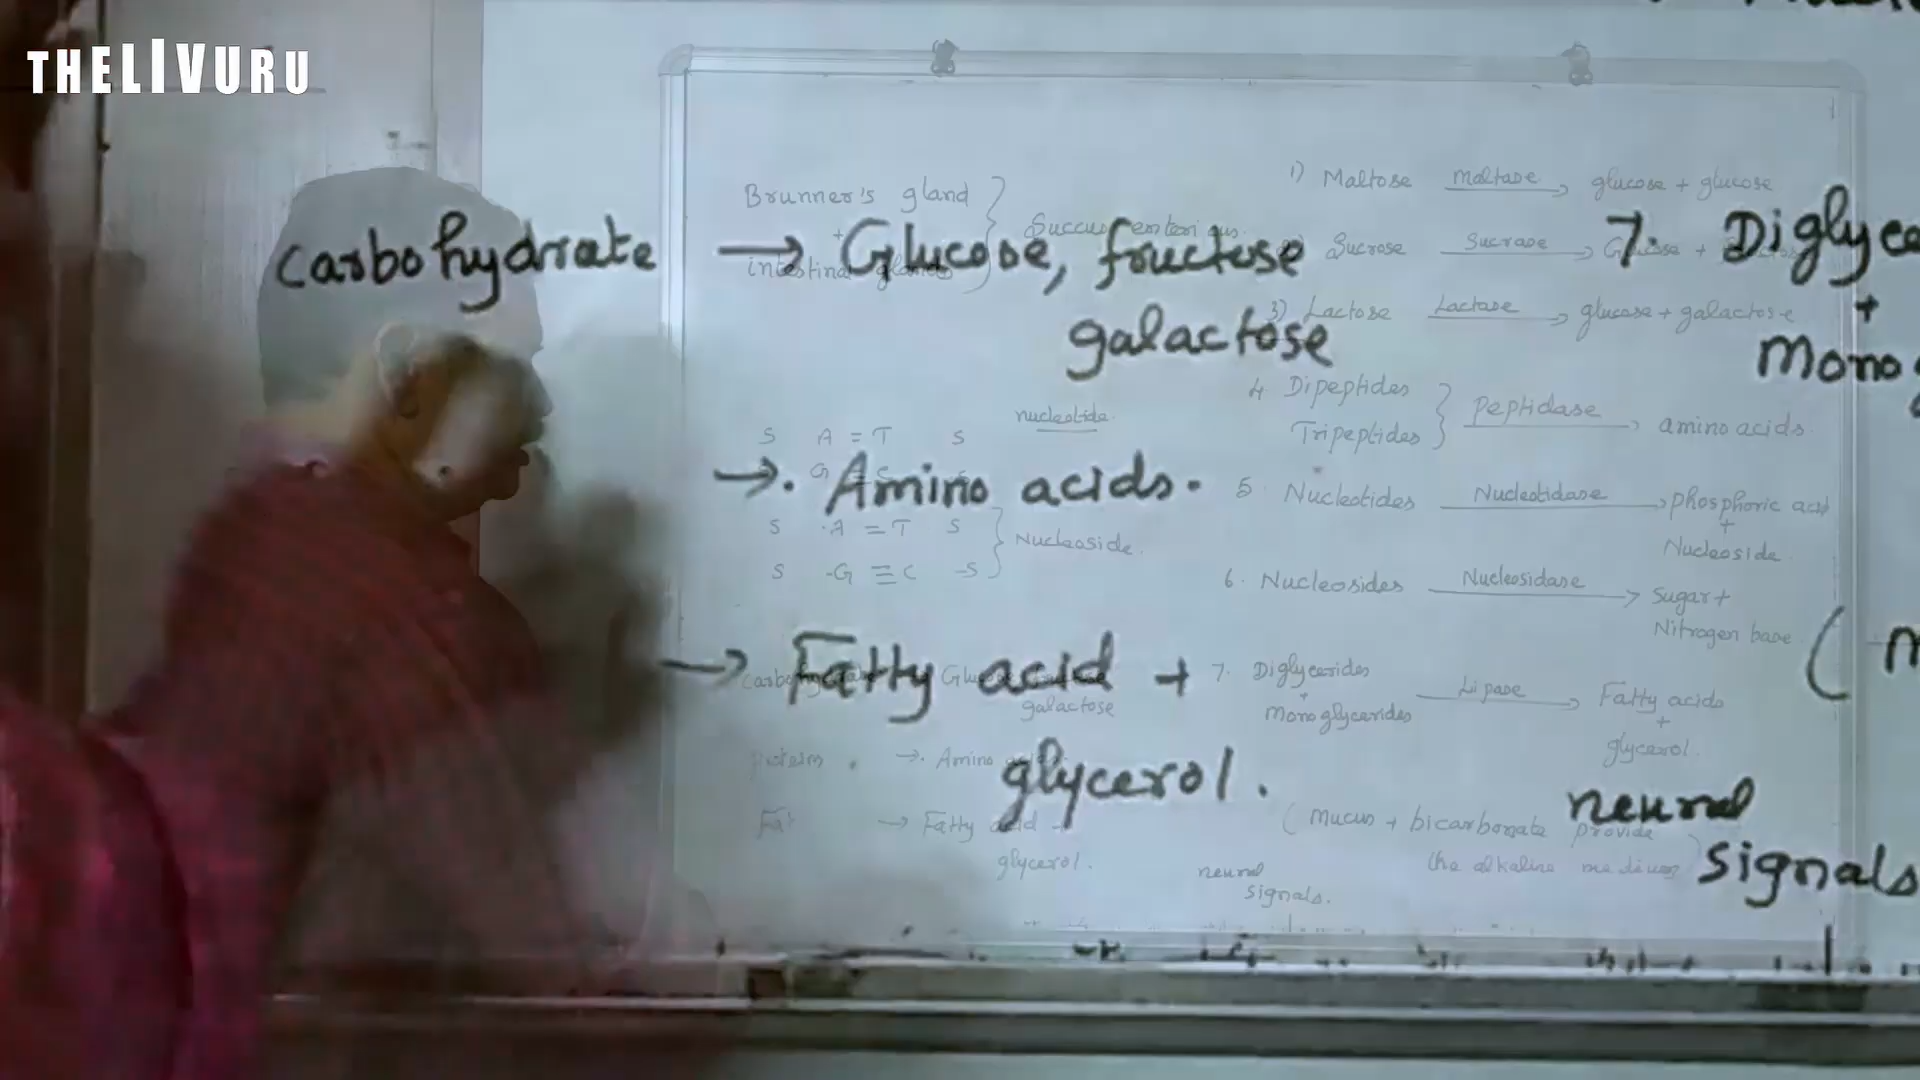 THELIVURU
Brunner's gland
+
intestinal glands
Succus entericus.
1) Maltose maltase → glucose + glucose
Sucrose Sucrase → Glucose +
3) Lactose Lactase → glucose + galactose
4 Dipeptides
Tripeptides
Peptidase → amino acids.
5. Nucleotides Nucleotidase → phosphoric acid
+
Nucleoside.
6. Nucleosides Nucleosidase → Sugar +
Nitrogen base
7. Diglycerides
+
monoglycerides
Lipase → Fatty acids
+
glycerol.
(mucus + bicarbonate provide
the alkaline medium)
neural
signals.
nucleotide.
S A = T S
G
S -A = T S
S -G ≡ C -S
Nucleoside.
galactose
→. Amino acids.
Fat → Fatty acid +
glycerol.
carbohydrate → Glucose, fructose
galactose
→. Amino acids.
→ Fatty acid +
glycerol.
7. Diglyce
+
Mono
(
neural
signals